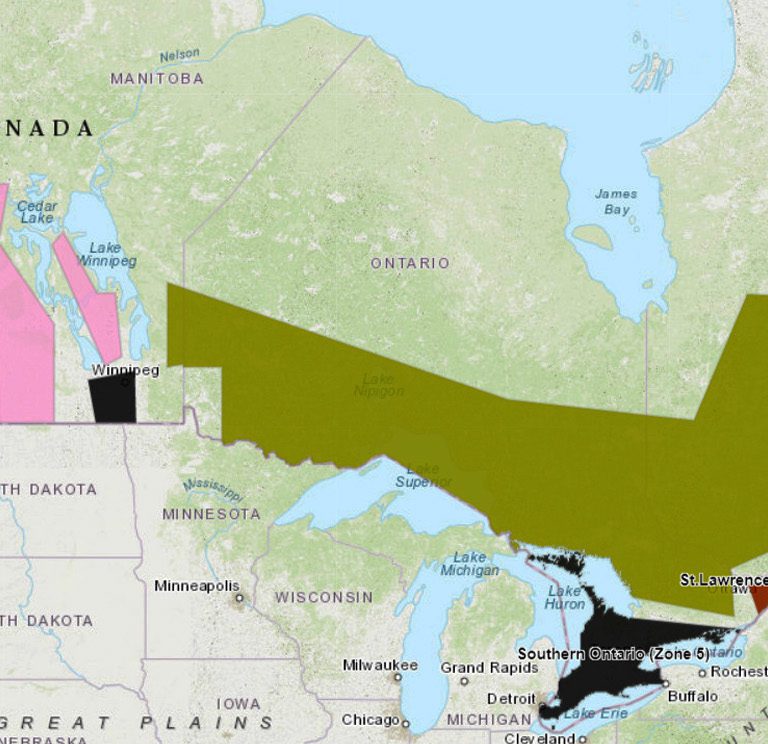 Nelson
MANITOBA
NADA
James
Bay
Cedar
Lake
Lake
Winnipeg
ONTARIO
Winnipeg
Lake
Nipigon
Lake
Superior
TH DAKOTA
Mississippi
MINNESOTA
Lake
Michigan
St.Lawrence
Ottawa
Minneapolis
WISCONSIN
Lake
Huron
TH DAKOTA
Southern Ontario (Zone 5)
Ontario
Milwaukee
Grand Rapids
Rochest
Detroit
Buffalo
IOWA
GREAT PLAINS
Chicago
MICHIGAN
Lake Erie
Cleveland
NEBRASKA